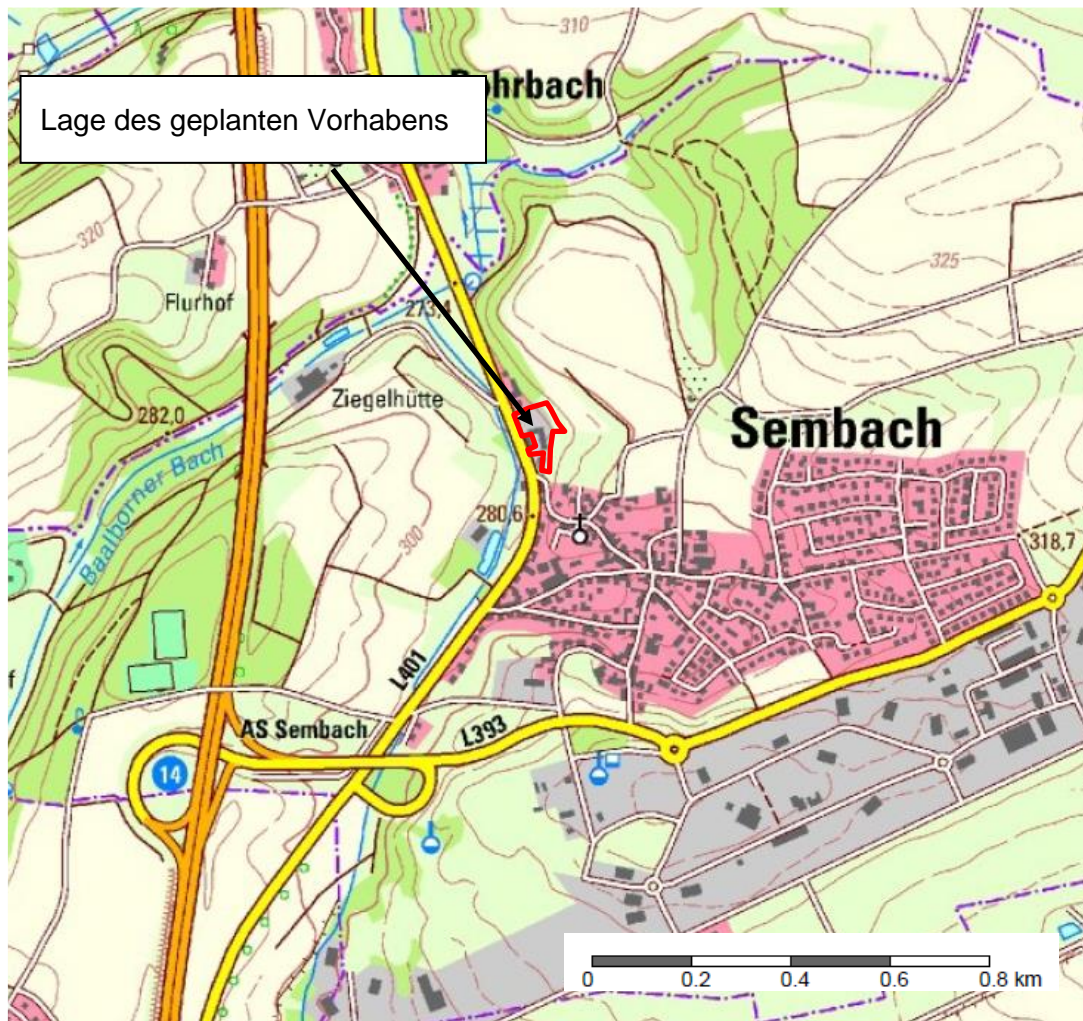 310
Rohrbach
Lage des geplanten Vorhabens
320
325
Flurhof
273,4
Ziegelhütte
282,0
Sembach
Baalborner Bach
280,6
300
318,7
f
L401
AS Sembach
L393
14
0 0.2 0.4 0.6 0.8 km